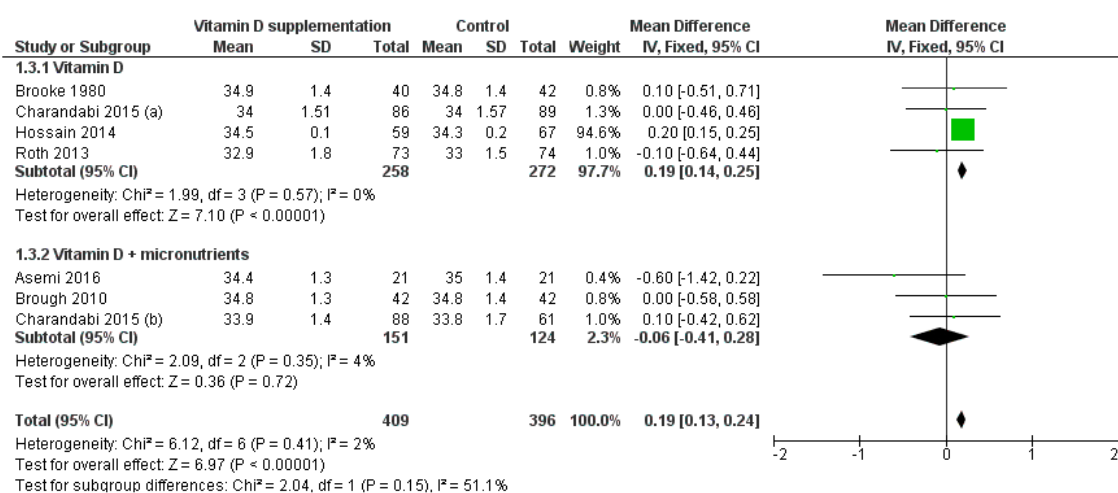 Vitamin D supplementation Control Mean Difference Mean Difference
Study or Subgroup Mean SD Total Mean SD Total Weight IV, Fixed, 95% CI IV, Fixed, 95% CI
1.3.1 Vitamin D
Brooke 1980 34.9 1.4 40 34.8 1.4 42 0.8% 0.10 [-0.51, 0.71]
Charandabi 2015 (a) 34 1.51 86 34 1.57 89 1.3% 0.00 [-0.46, 0.46]
Hossain 2014 34.5 0.1 59 34.3 0.2 67 94.6% 0.20 [0.15, 0.25]
Roth 2013 32.9 1.8 73 33 1.5 74 1.0% -0.10 [-0.64, 0.44]
Subtotal (95% CI) 258 272 97.7% 0.19 [0.14, 0.25]
Heterogeneity: Chi² = 1.99, df = 3 (P = 0.57); I² = 0%
Test for overall effect: Z = 7.10 (P < 0.00001)
1.3.2 Vitamin D + micronutrients
Asemi 2016 34.4 1.3 21 35 1.4 21 0.4% -0.60 [-1.42, 0.22]
Brough 2010 34.8 1.3 42 34.8 1.4 42 0.8% 0.00 [-0.58, 0.58]
Charandabi 2015 (b) 33.9 1.4 88 33.8 1.7 61 1.0% 0.10 [-0.42, 0.62]
Subtotal (95% CI) 151 124 2.3% -0.06 [-0.41, 0.28]
Heterogeneity: Chi² = 2.09, df = 2 (P = 0.35); I² = 4%
Test for overall effect: Z = 0.36 (P = 0.72)
Total (95% CI) 409 396 100.0% 0.19 [0.13, 0.24]
Heterogeneity: Chi² = 6.12, df = 6 (P = 0.41); I² = 2%
Test for overall effect: Z = 6.97 (P < 0.00001)
Test for subgroup differences: Chi² = 2.04, df = 1 (P = 0.15), I² = 51.1%
-2 -1 0 1 2